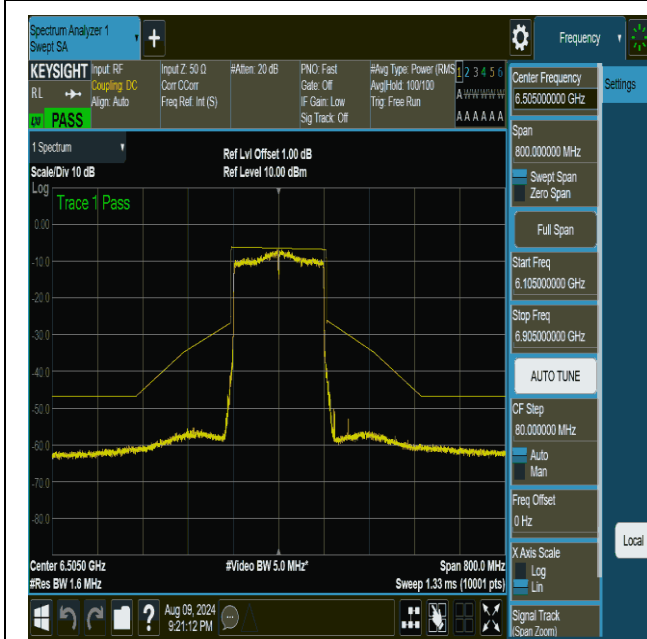 Spectrum Analyzer 1
Swept SA
Frequency
KEYSIGHT
RL
PASS
Input: RF
Coupling: DC
Align: Auto
Input Z: 50 Ω
Corr CCorr
Freq Ref: Int (S)
#Atten: 20 dB
PNO: Fast
Gate: Off
IF Gain: Low
Sig Track: Off
#Avg Type: Power (RMS
Avg|Hold: 100/100
Trig: Free Run
1 2 3 4 5 6
A W W W W W
A A A A A A
Center Frequency
6.505000000 GHz
Settings
Span
800.000000 MHz
Swept Span
Zero Span
Full Span
Start Freq
6.105000000 GHz
Stop Freq
6.905000000 GHz
AUTO TUNE
CF Step
80.000000 MHz
Auto
Man
Freq Offset
0 Hz
X Axis Scale
Log
Lin
Signal Track
(Span Zoom)
Local
1 Spectrum
Scale/Div 10 dB
Ref Lvl Offset 1.00 dB
Ref Level 10.00 dBm
Log
Trace 1 Pass
0.00
-10.0
-20.0
-30.0
-40.0
-50.0
-60.0
-70.0
-80.0
Center 6.5050 GHz
#Res BW 1.6 MHz
#Video BW 5.0 MHz*
Span 800.0 MHz
Sweep 1.33 ms (10001 pts)
?
Aug 09, 2024
9:21:12 PM